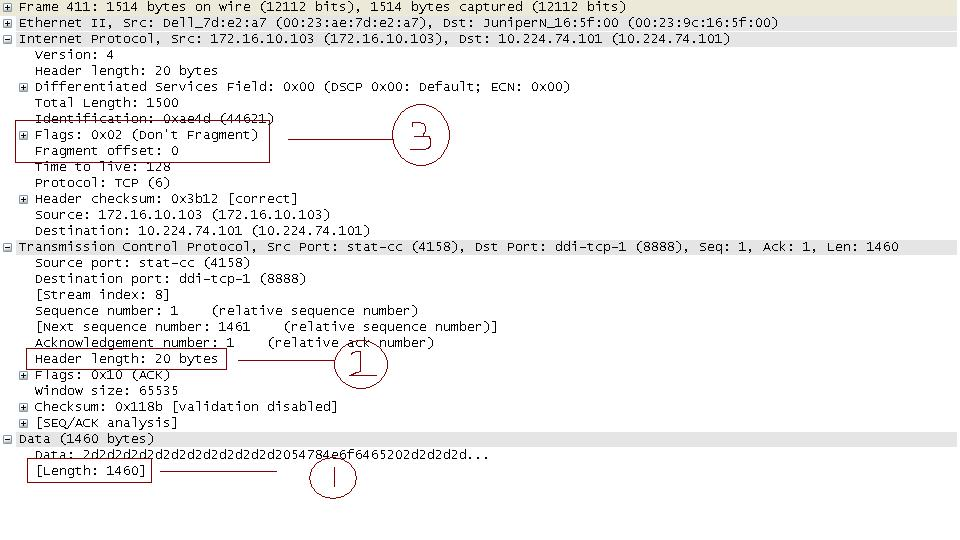 Frame 411: 1514 bytes on wire (12112 bits), 1514 bytes captured (12112 bits)
Ethernet II, Src: Dell_7d:e2:a7 (00:23:ae:7d:e2:a7), Dst: JuniperN_16:5f:00 (00:23:9c:16:5f:00)
Internet Protocol, Src: 172.16.10.103 (172.16.10.103), Dst: 10.224.74.101 (10.224.74.101)
Version: 4
Header length: 20 bytes
Differentiated Services Field: 0x00 (DSCP 0x00: Default; ECN: 0x00)
Total Length: 1500
Identification: 0xae4d (44621)
Flags: 0x02 (Don't Fragment)
3
Fragment offset: 0
Time to live: 128
Protocol: TCP (6)
Header checksum: 0x3b12 [correct]
Source: 172.16.10.103 (172.16.10.103)
Destination: 10.224.74.101 (10.224.74.101)
Transmission Control Protocol, Src Port: stat-cc (4158), Dst Port: ddi-tcp-1 (8888), Seq: 1, Ack: 1, Len: 1460
Source port: stat-cc (4158)
Destination port: ddi-tcp-1 (8888)
[Stream index: 8]
Sequence number: 1 (relative sequence number)
[Next sequence number: 1461 (relative sequence number)]
Acknowledgement number: 1 (relative ack number)
Header length: 20 bytes
2
Flags: 0x10 (ACK)
Window size: 65535
Checksum: 0x118b [validation disabled]
[SEQ/ACK analysis]
Data (1460 bytes)
Data: 2d2d2d2d2d2d2d2d2d2d2d2d2054784e6f6465202d2d2d2d...
[Length: 1460]
1